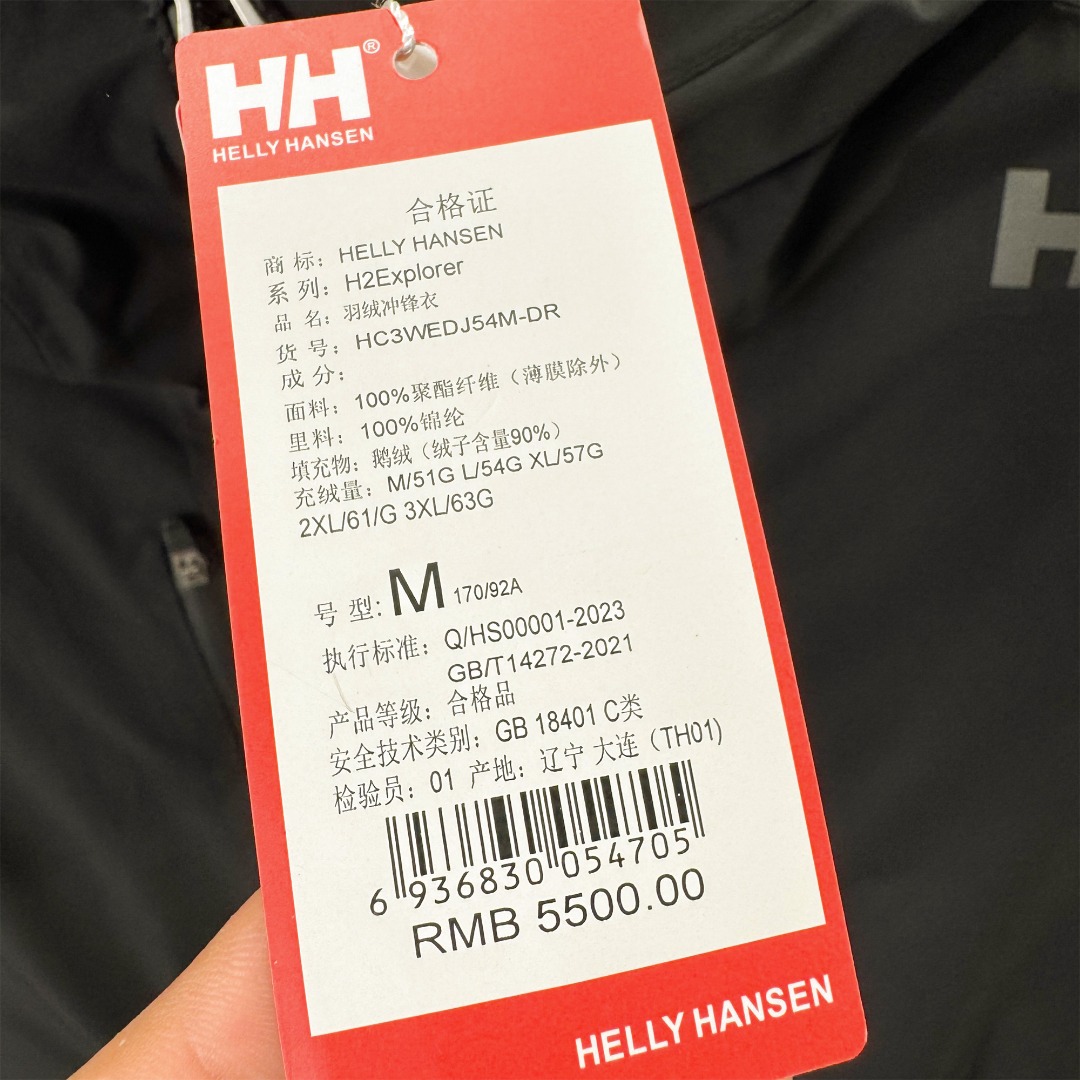 HH®
HELLY HANSEN
合格证
商 标：HELLY HANSEN
系 列：H2Explorer
品 名：羽绒冲锋衣
货 号：HC3WEDJ54M-DR
成 分：
面料：100%聚酯纤维（薄膜除外）
里料：100%锦纶
填充物：鹅绒（绒子含量90%）
充绒量：M/51G L/54G XL/57G
2XL/61/G 3XL/63G
号 型: M 170/92A
执行标准：Q/HS00001-2023
GB/T14272-2021
产品等级：合格品
安全技术类别：GB 18401 C类
检验员：01 产地：辽宁 大连（TH01)
6 936830 054705
RMB 5500.00
HELLY HANSEN
H